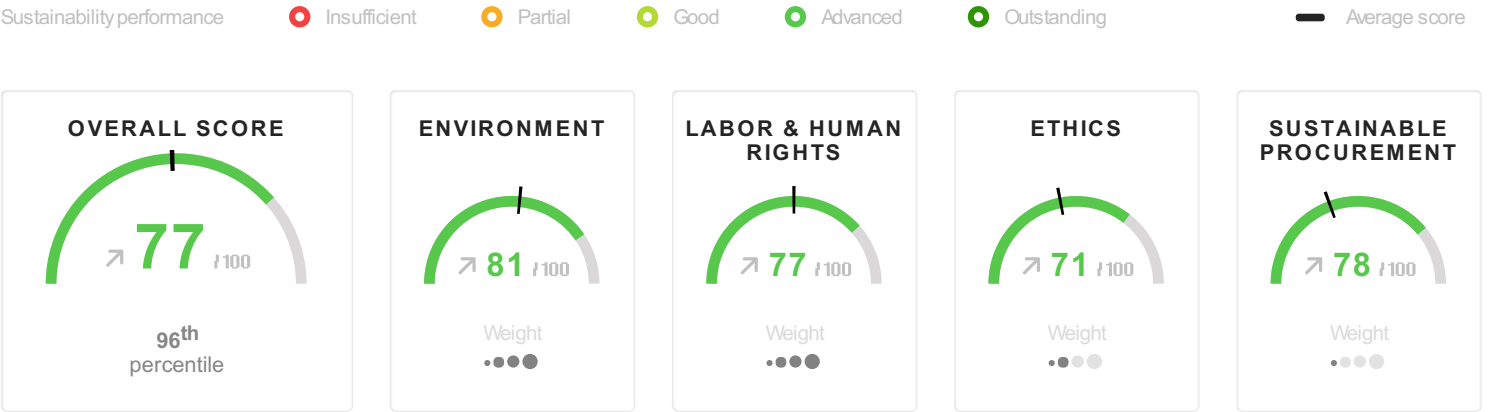 Sustainability performance Insufficient Partial Good Advanced Outstanding Average score
OVERALL SCORE
77 /100
96th
percentile
ENVIRONMENT
81 /100
Weight
LABOR & HUMAN
RIGHTS
77 /100
Weight
ETHICS
71 /100
Weight
SUSTAINABLE
PROCUREMENT
78 /100
Weight